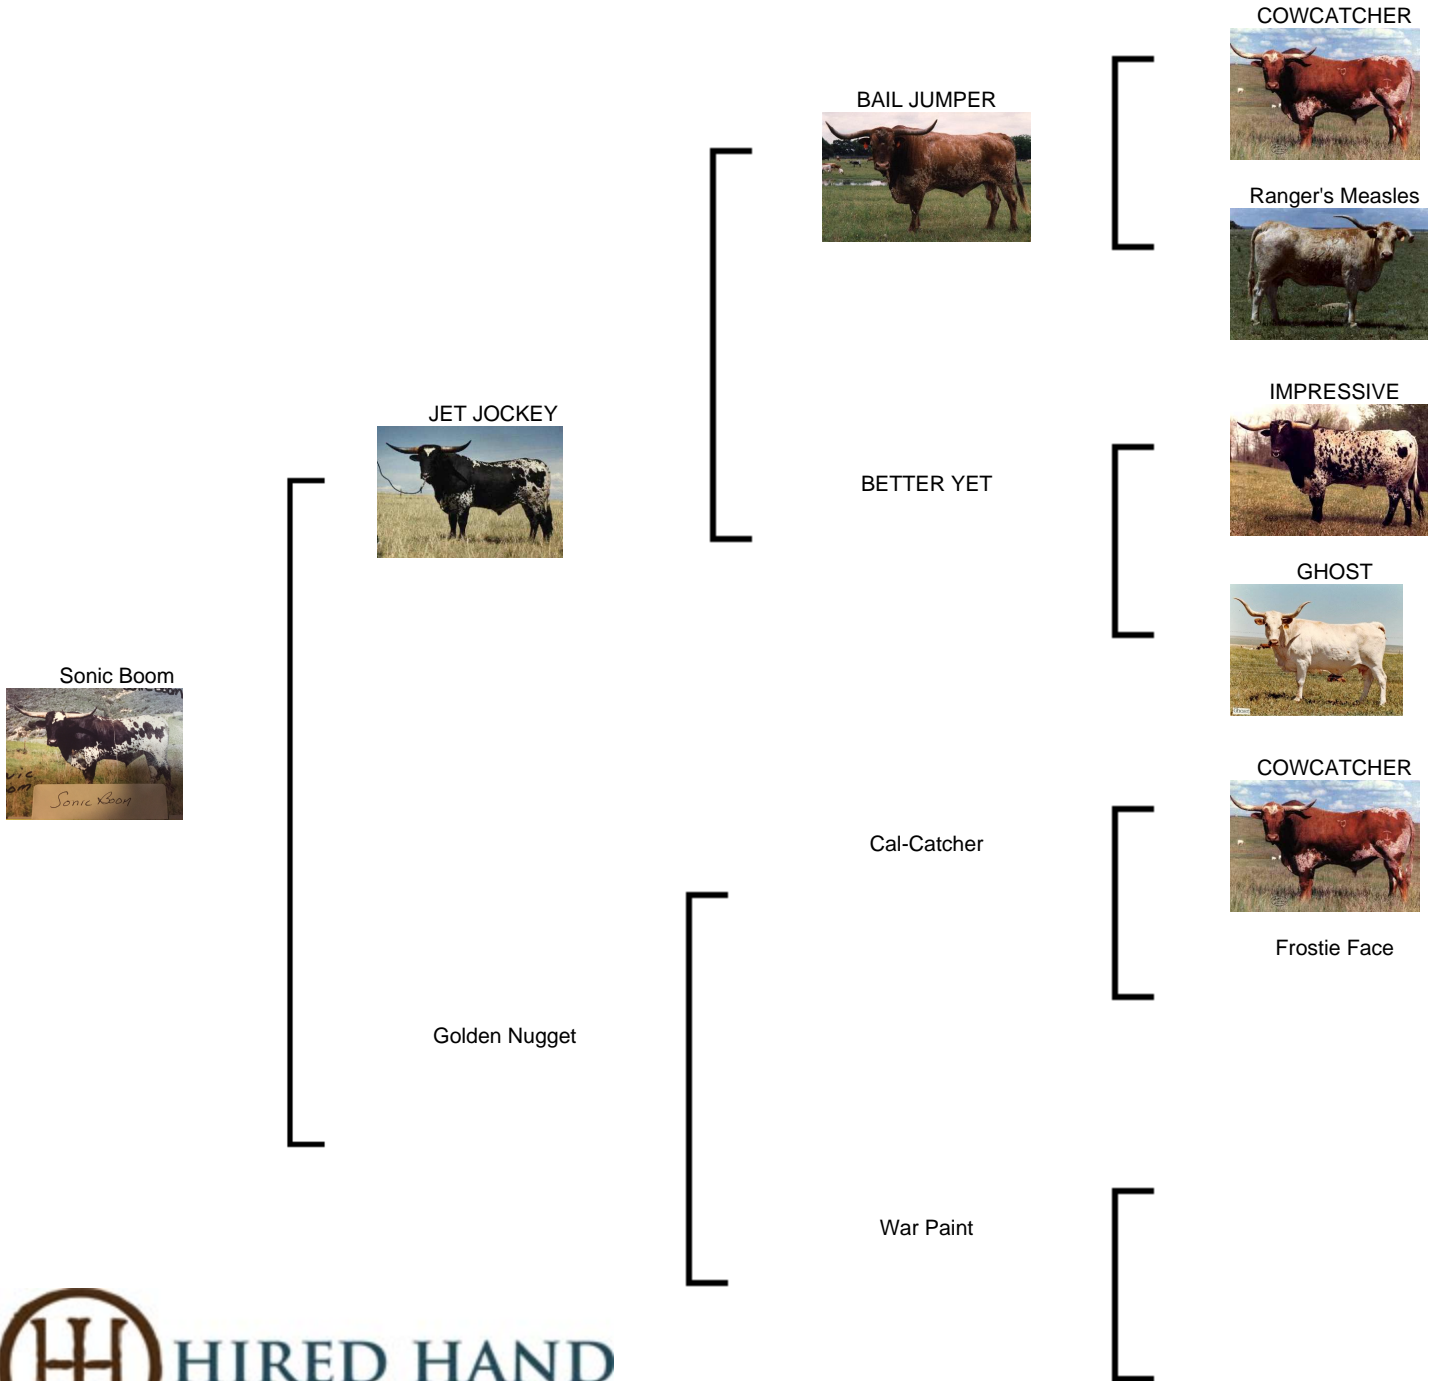 COWCATCHER
BAIL JUMPER
Ranger's Measles
IMPRESSIVE
JET JOCKEY
BETTER YET
GHOST
Sonic Boom
Sonic Boom
COWCATCHER
Cal-Catcher
Frostie Face
Golden Nugget
War Paint
HIRED HAND